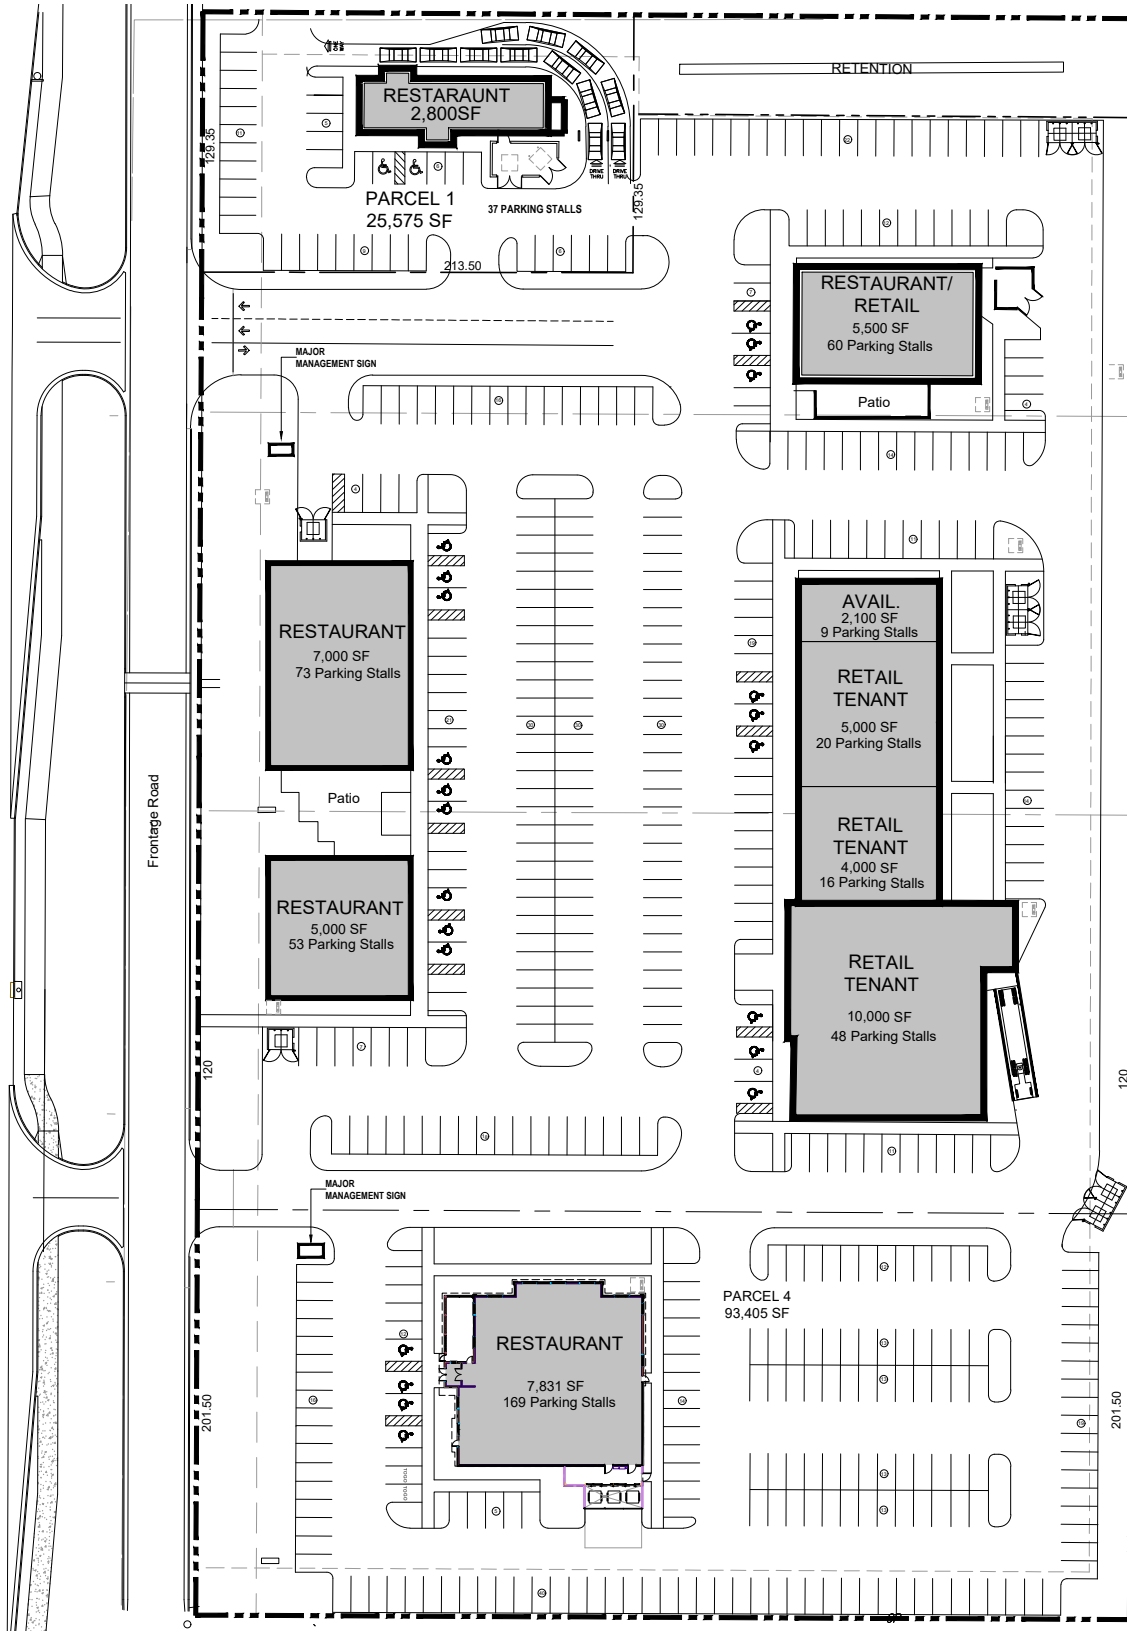 RETENTION
ONE
WAY
RESTARAUNT
2,800SF
DRIVE
THRU
DRIVE
THRU
129.35
129.35
PARCEL 1
25,575 SF
37 PARKING STALLS
213.50
RESTAURANT/
RETAIL
5,500 SF
60 Parking Stalls
Patio
MAJOR
MANAGEMENT SIGN
AVAIL.
2,100 SF
9 Parking Stalls
RESTAURANT
7,000 SF
73 Parking Stalls
RETAIL
TENANT
5,000 SF
20 Parking Stalls
Patio
Frontage Road
RETAIL
TENANT
4,000 SF
16 Parking Stalls
RESTAURANT
5,000 SF
53 Parking Stalls
RETAIL
TENANT
10,000 SF
48 Parking Stalls
120
120
MAJOR
MANAGEMENT SIGN
PARCEL 4
93,405 SF
RESTAURANT
7,831 SF
169 Parking Stalls
201.50
201.50
TOGO
TOGO